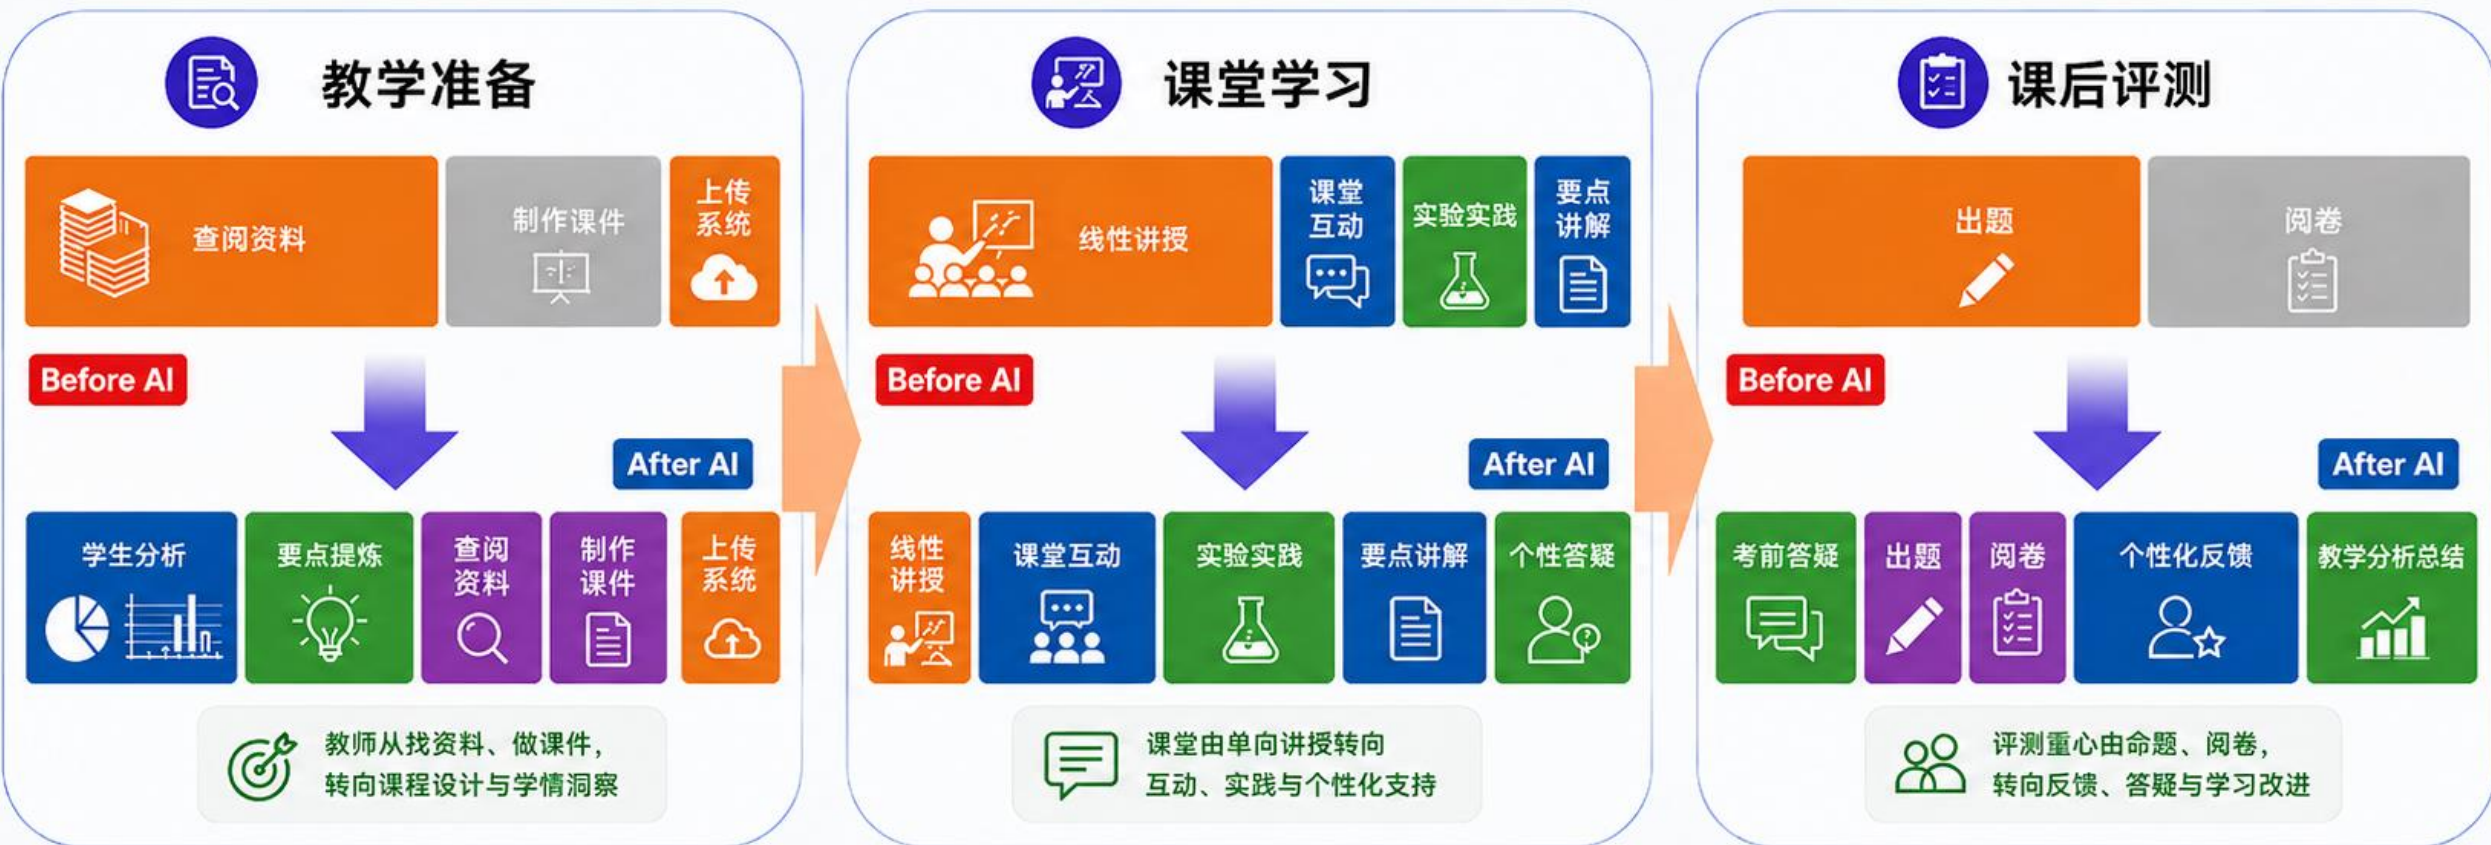 教学准备
查阅资料
制作课件
上传
系统
Before AI
After AI
学生分析
要点提炼
查阅
资料
制作
课件
上传
系统
教师从找资料、做课件，
转向课程设计与学情洞察
课堂学习
线性讲授
课堂
互动
实验实践
要点
讲解
Before AI
After AI
线性
讲授
课堂互动
实验实践
要点讲解
个性答疑
课堂由单向讲授转向
互动、实践与个性化支持
课后评测
出题
阅卷
Before AI
After AI
考前答疑
出题
阅卷
个性化反馈
教学分析总结
评测重心由命题、阅卷，
转向反馈、答疑与学习改进